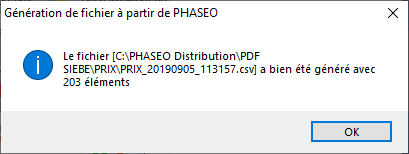 Génération de fichier à partir de PHASEO
Le fichier [C:\PHASEO Distribution\PDF
SIEBE\PRIX\PRIX_20190905_113157.csv] a bien été généré avec
203 éléments
OK